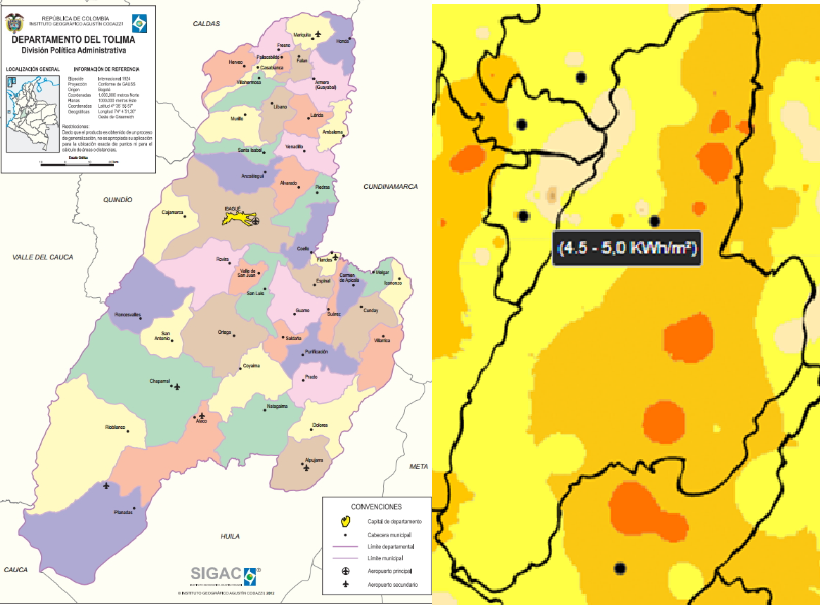 REPÚBLICA DE COLOMBIA
INSTITUTO GEOGRÁFICO AGUSTÍN CODAZZI
DEPARTAMENTO DEL TOLIMA
División Política Administrativa
LOCALIZACIÓN GENERAL
INFORMACIÓN DE REFERENCIA
CALDAS
CUNDINAMARCA
QUINDÍO
VALLE DEL CAUCA
META
HUILA
CAUCA
Mariquita
Honda
Fresno
Palocabildo
Falan
Herveo
Casabianca
Villahermosa
Armero
(Guayabal)
Líbano
Murillo
Lérida
Ambalema
Santa Isabel
Venadillo
Anzoátegui
Alvarado
Piedras
Cajamarca
IBAGUÉ
Coello
Flandes
Rovira
Valle de
San Juan
Espinal
Carmen
de Apicalá
Melgar
Icononzo
San Luis
Guamo
Suárez
Cunday
Roncesvalles
San
Antonio
Ortega
Saldaña
Villarrica
Purificación
Coyaima
Prado
Chaparral
Natagaima
Dolores
Ataco
Rioblanco
Alpujarra
Planadas
CONVENCIONES
Capital de departamento
Cabecera municipal
Límite departamental
Límite municipal
Aeropuerto principal
Aeropuerto secundario
SIGAC
© INSTITUTO GEOGRÁFICO AGUSTÍN CODAZZI 2012
(4.5 - 5,0 KWh/m²)